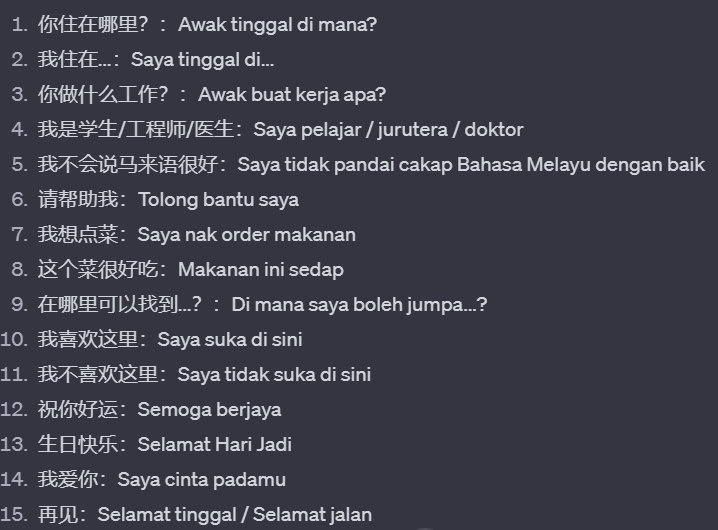 1. 你住在哪里？：Awak tinggal di mana?
2. 我住在...：Saya tinggal di...
3. 你做什么工作？：Awak buat kerja apa?
4. 我是学生/工程师/医生：Saya pelajar / jurutera / doktor
5. 我不会说马来语很好：Saya tidak pandai cakap Bahasa Melayu dengan baik
6. 请帮助我：Tolong bantu saya
7. 我想点菜：Saya nak order makanan
8. 这个菜很好吃：Makanan ini sedap
9. 在哪里可以找到...？：Di mana saya boleh jumpa...?
10. 我喜欢这里：Saya suka di sini
11. 我不喜欢这里：Saya tidak suka di sini
12. 祝你好运：Semoga berjaya
13. 生日快乐：Selamat Hari Jadi
14. 我爱你：Saya cinta padamu
15. 再见：Selamat tinggal / Selamat jalan